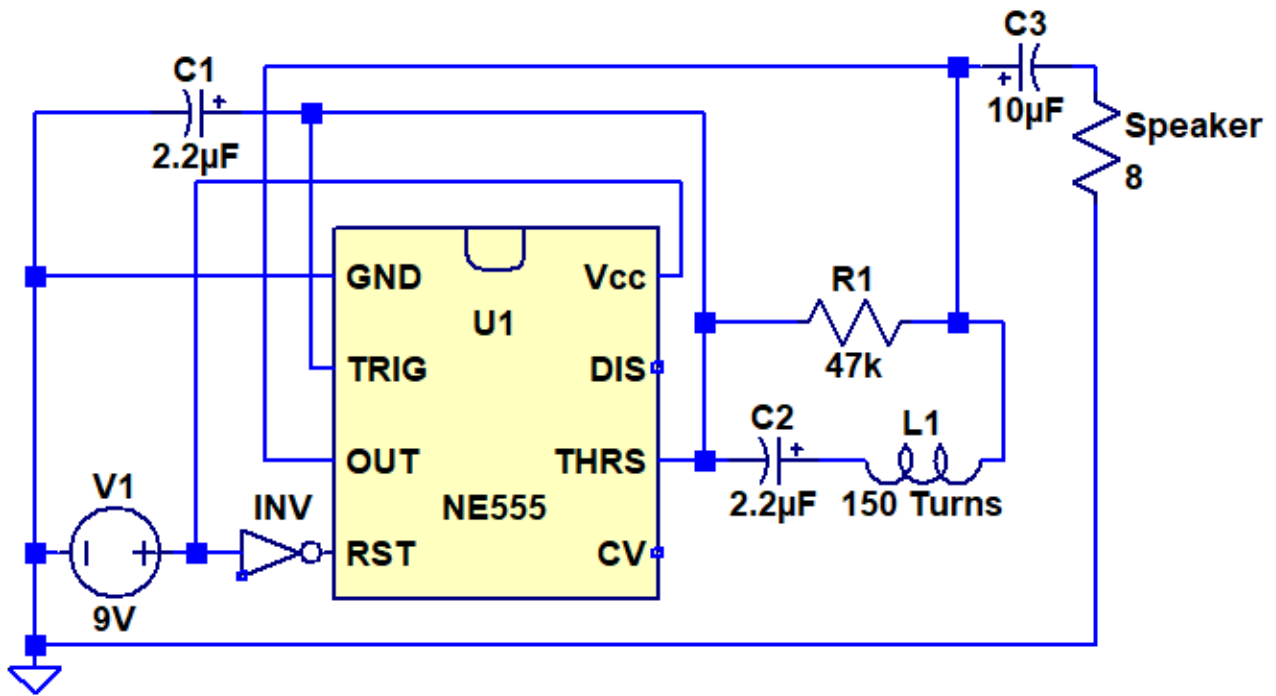 C3
C1
10µF
Speaker
2.2µF
8
GND
Vcc
R1
U1
TRIG
DIS
47k
C2
L1
OUT
THRS
V1
INV
NE555
2.2µF
150 Turns
RST
CV
9V